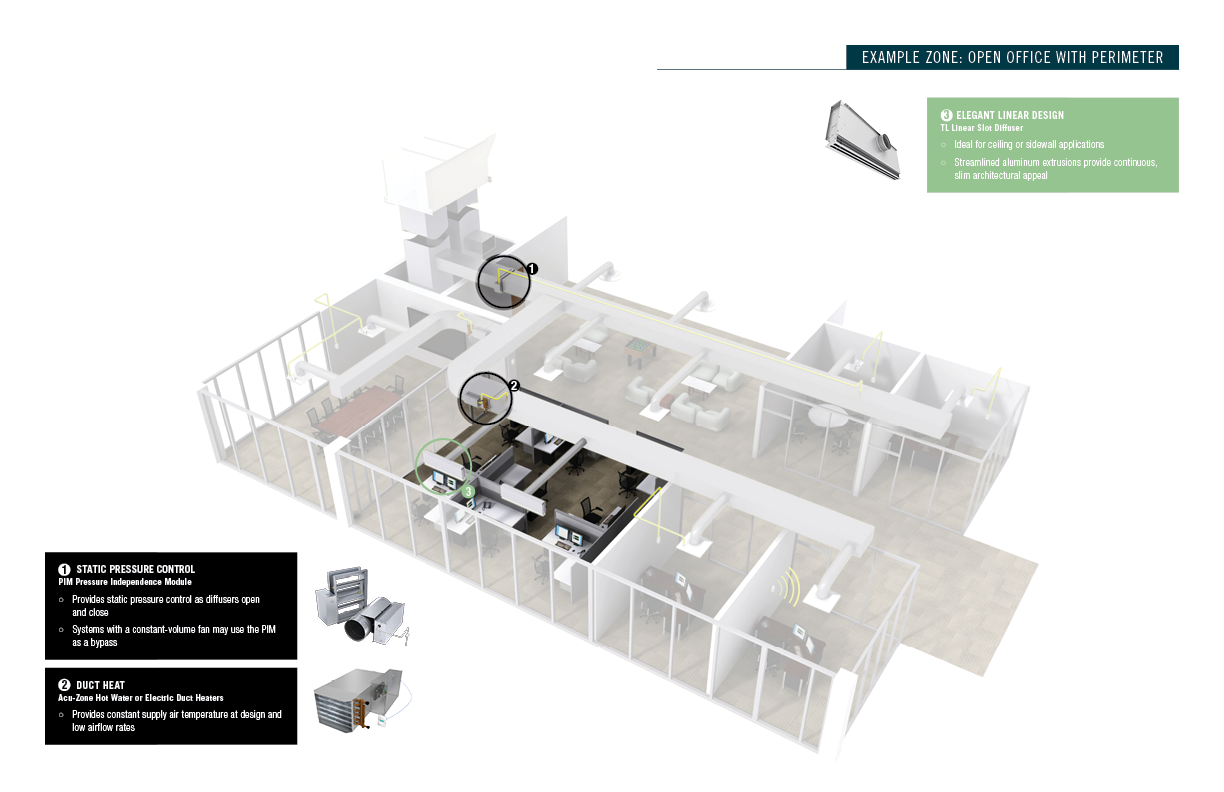 EXAMPLE ZONE: OPEN OFFICE WITH PERIMETER
3 ELEGANT LINEAR DESIGN
TL Linear Slot Diffuser
○ Ideal for ceiling or sidewall applications
○ Streamlined aluminum extrusions provide continuous,
slim architectural appeal
1
2
3
1 STATIC PRESSURE CONTROL
PIM Pressure Independence Module
○ Provides static pressure control as diffusers open
and close
○ Systems with a constant-volume fan may use the PIM
as a bypass
2 DUCT HEAT
Acu-Zone Hot Water or Electric Duct Heaters
○ Provides constant supply air temperature at design and
low airflow rates